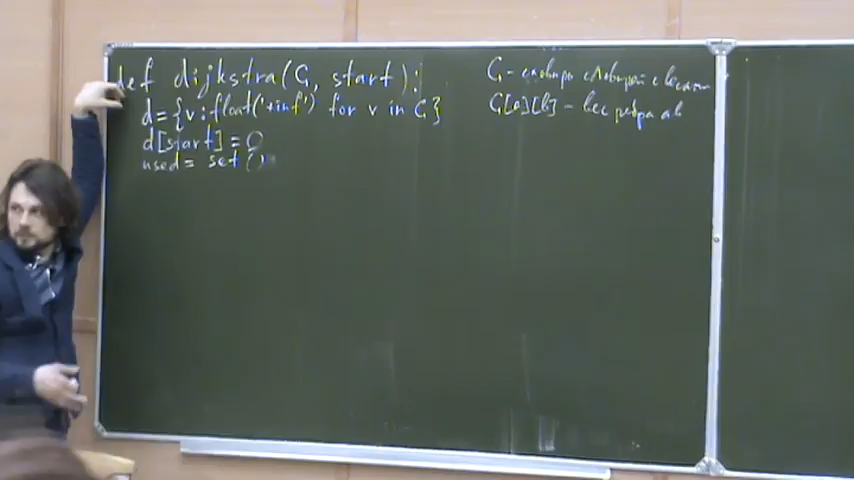 def dijkstra(G, start):
d={v:float('+inf') for v in G}
d[start]=0
used = set()
G - словарь словарей с весами
G[a][b] - вес ребра ab